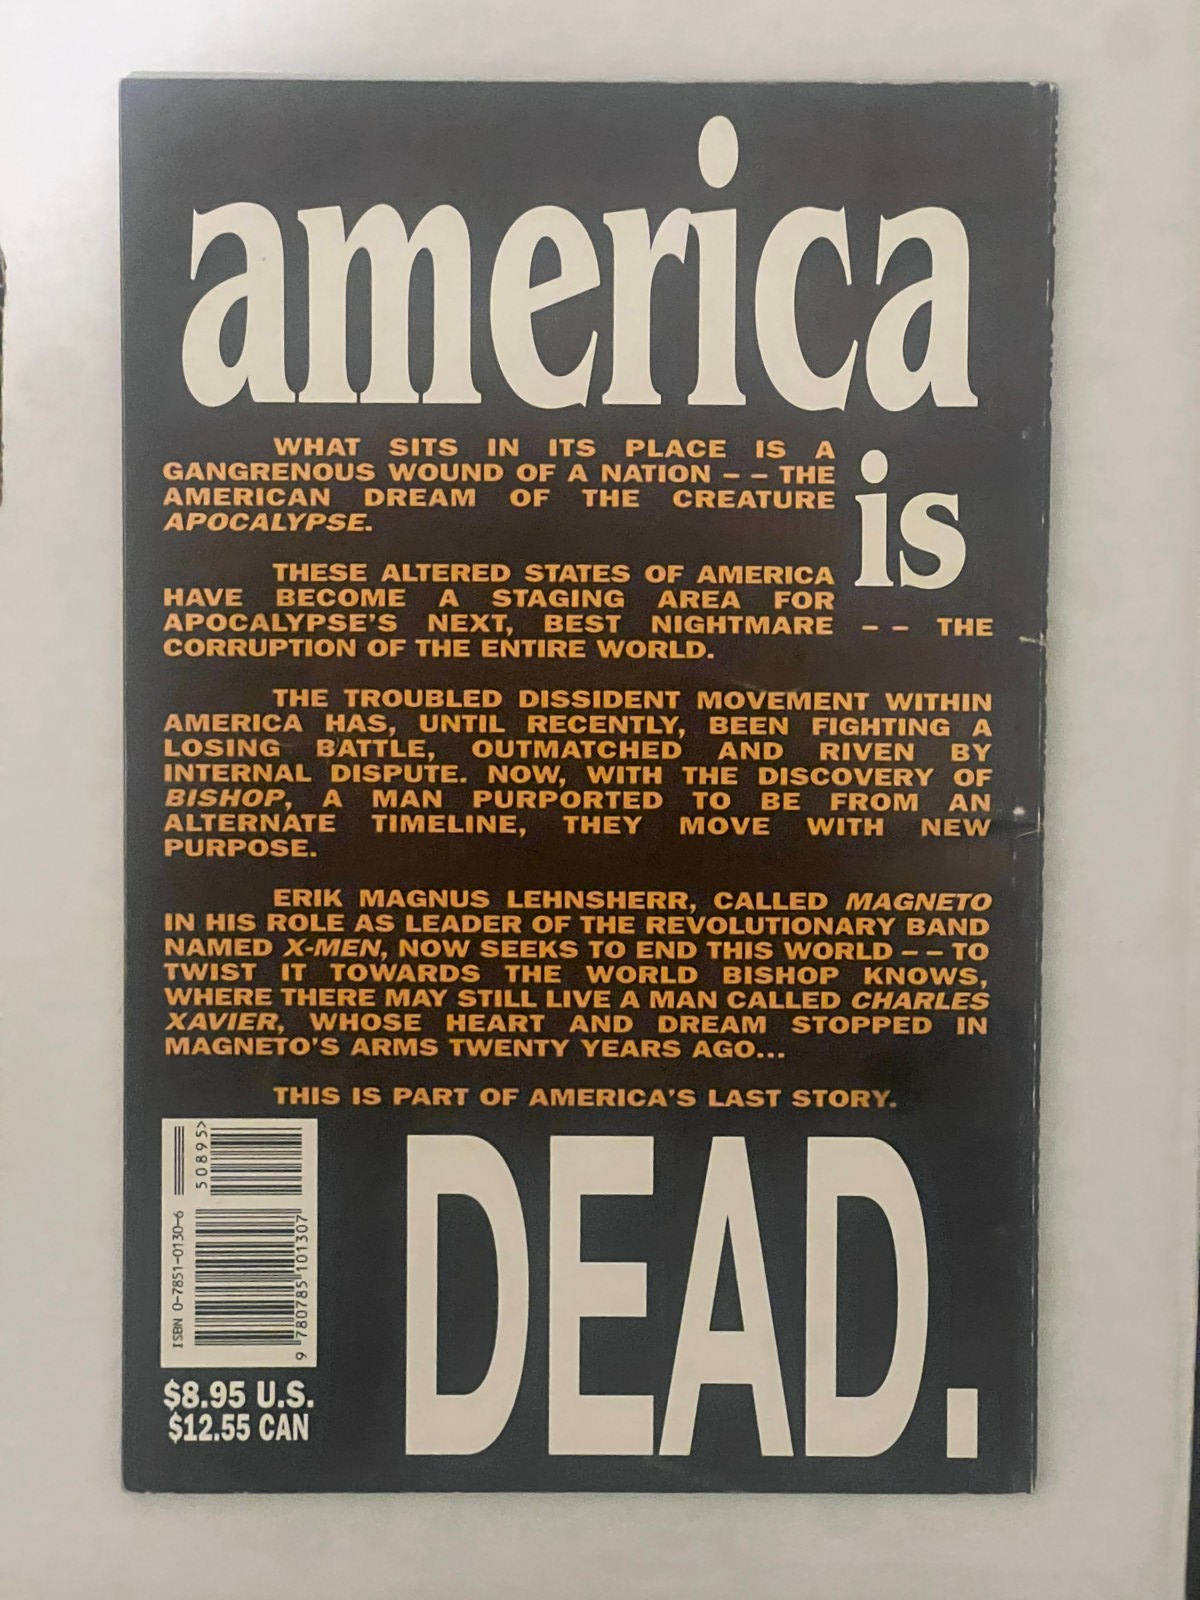 america
WHAT SITS IN ITS PLACE IS A
GANGRENOUS WOUND OF A NATION -- THE
AMERICAN DREAM OF THE CREATURE
APOCALYPSE.
is
THESE ALTERED STATES OF AMERICA
HAVE BECOME A STAGING AREA FOR
APOCALYPSE'S NEXT, BEST NIGHTMARE -- THE
CORRUPTION OF THE ENTIRE WORLD.
THE TROUBLED DISSIDENT MOVEMENT WITHIN
AMERICA HAS, UNTIL RECENTLY, BEEN FIGHTING A
LOSING BATTLE, OUTMATCHED AND RIVEN BY
INTERNAL DISPUTE. NOW, WITH THE DISCOVERY OF
BISHOP, A MAN PURPORTED TO BE FROM AN
ALTERNATE TIMELINE, THEY MOVE WITH NEW
PURPOSE.
ERIK MAGNUS LEHNSHERR, CALLED MAGNETO
IN HIS ROLE AS LEADER OF THE REVOLUTIONARY BAND
NAMED X-MEN, NOW SEEKS TO END THIS WORLD -- TO
TWIST IT TOWARDS THE WORLD BISHOP KNOWS,
WHERE THERE MAY STILL LIVE A MAN CALLED CHARLES
XAVIER, WHOSE HEART AND DREAM STOPPED IN
MAGNETO'S ARMS TWENTY YEARS AGO...
THIS IS PART OF AMERICA'S LAST STORY.
DEAD.
ISBN 0-7851-0130-6
50895>
9 780785 101307
$8.95 U.S.
$12.55 CAN